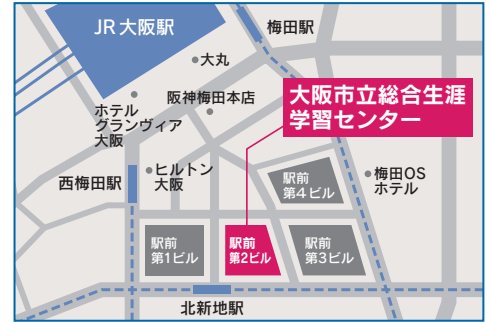 JR大阪駅
梅田駅
大丸
ホテル
グランヴィア
大阪
阪神梅田本店
大阪市立総合生涯
学習センター
西梅田駅
ヒルトン
大阪
駅前
第4ビル
梅田OS
ホテル
駅前
第1ビル
駅前
第2ビル
駅前
第3ビル
北新地駅